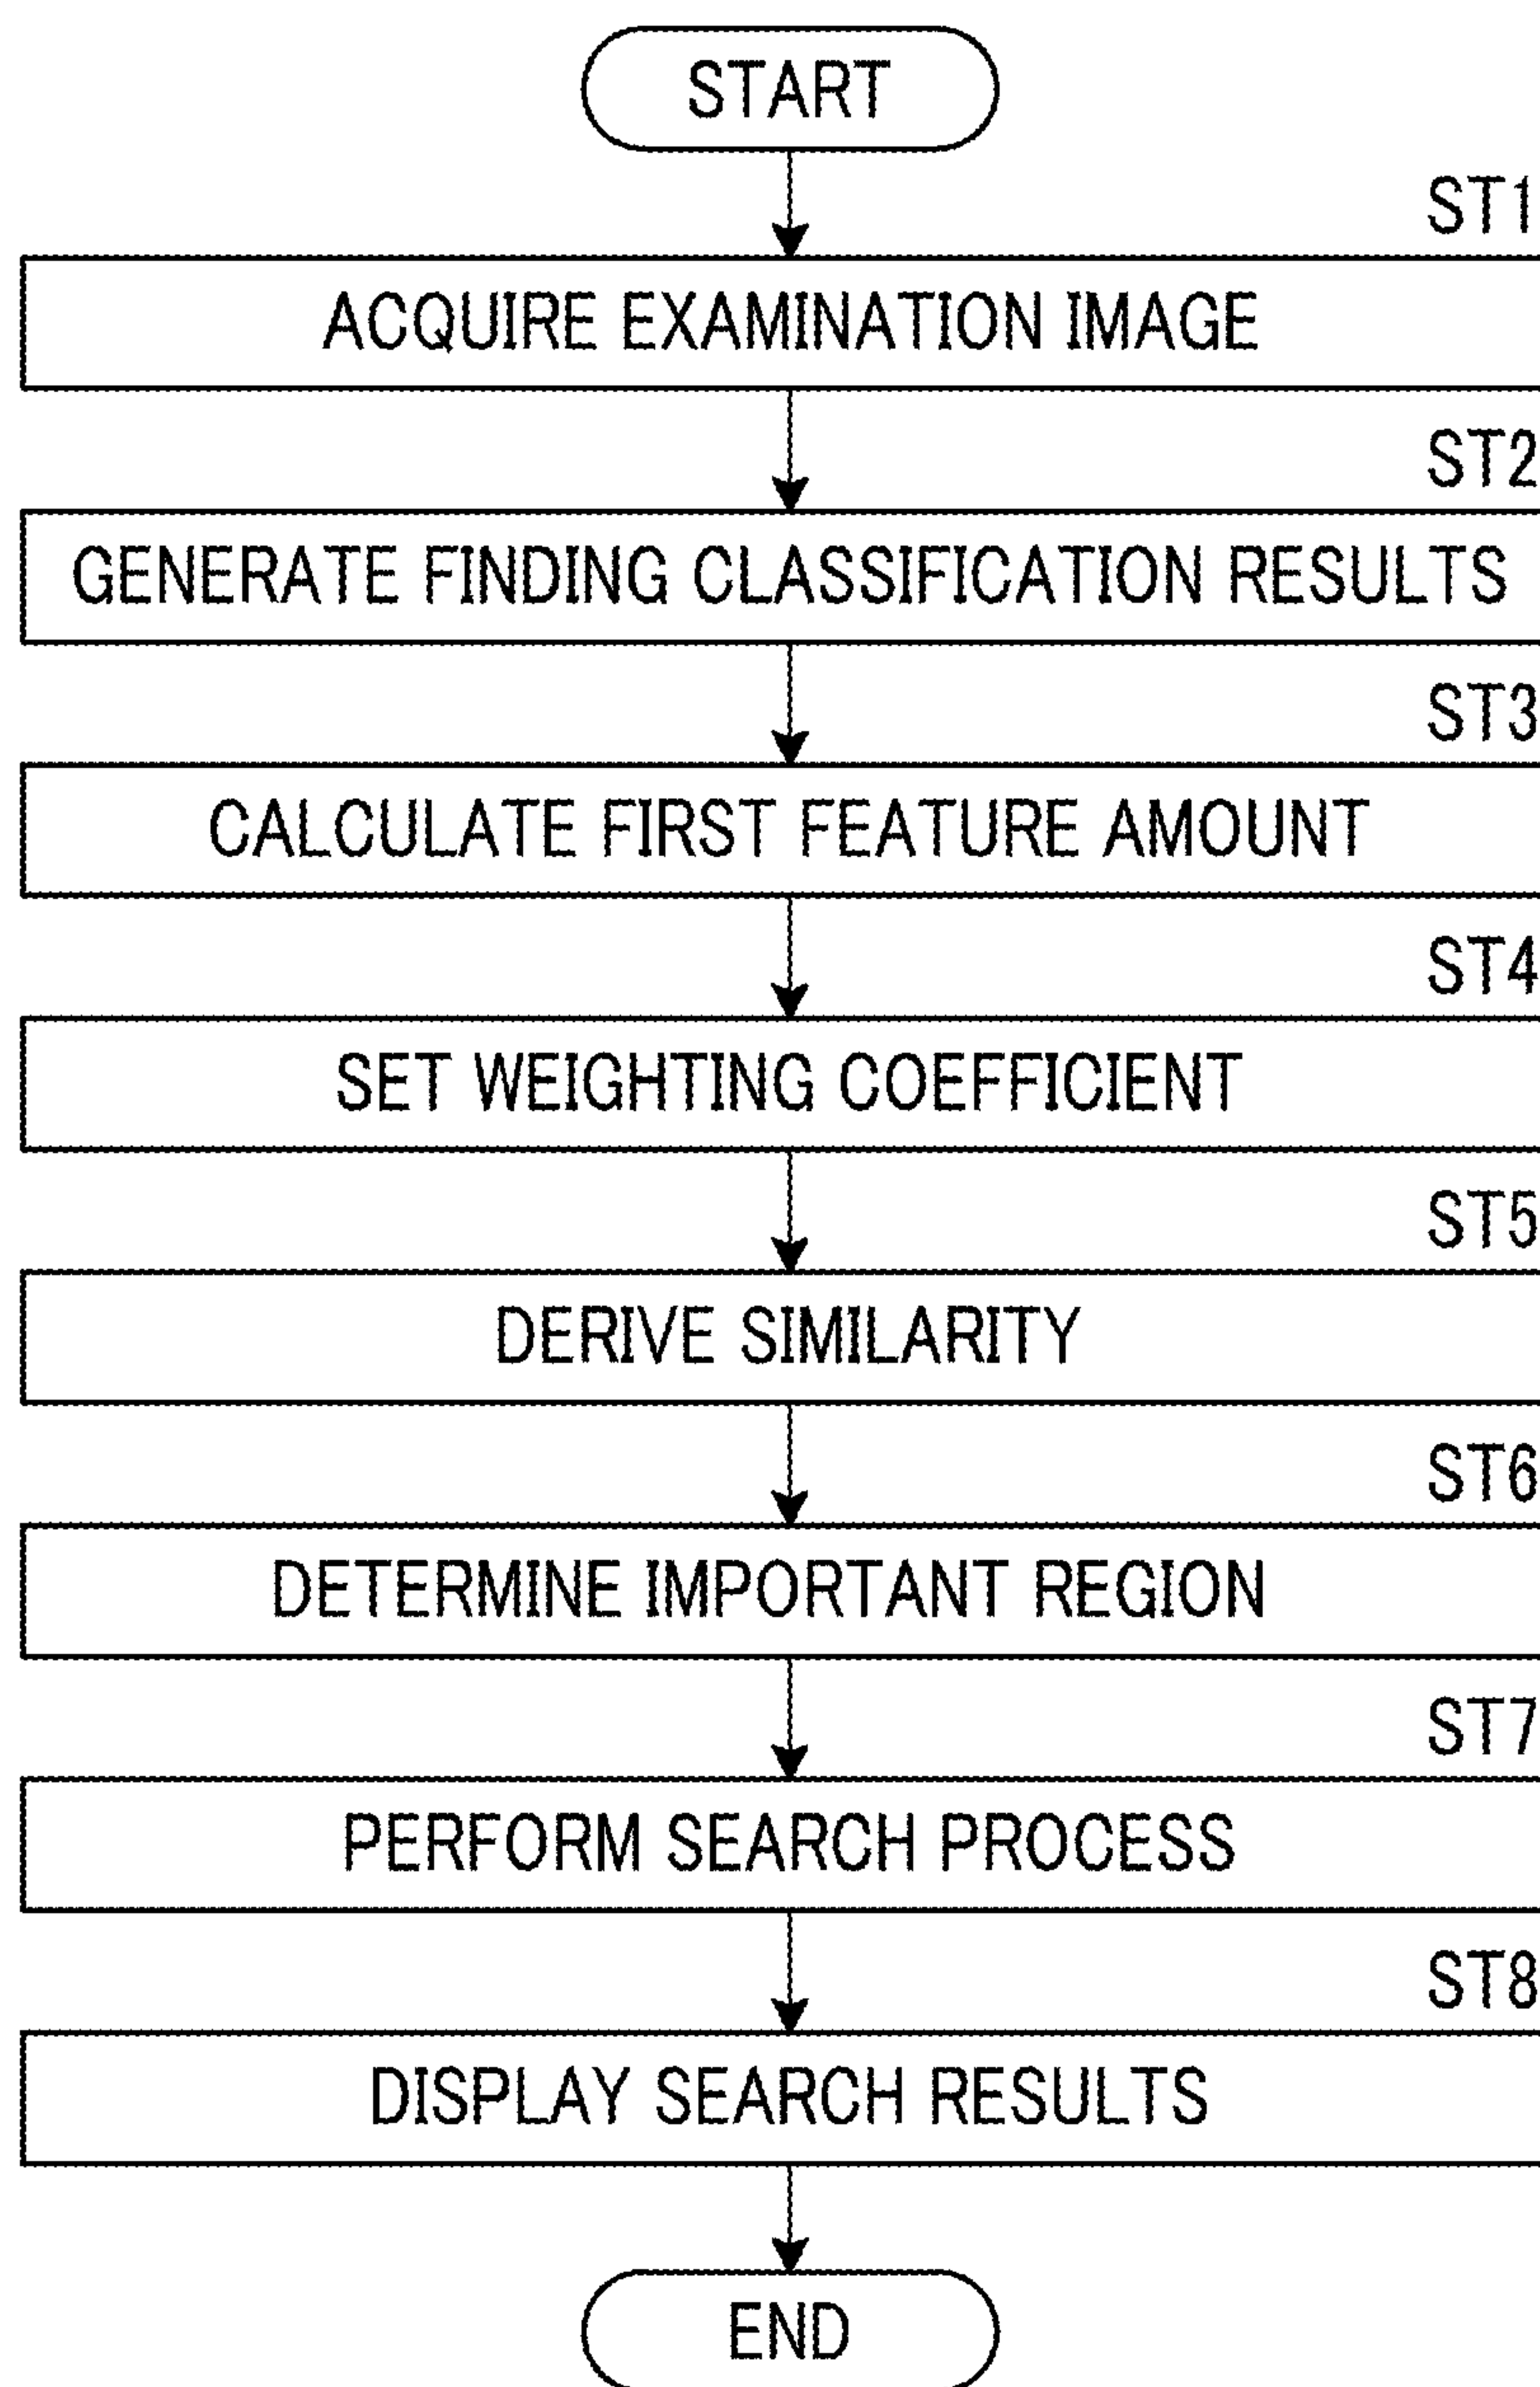 START
ST1
ACQUIRE EXAMINATION IMAGE
ST2
GENERATE FINDING CLASSIFICATION RESULTS
ST3
CALCULATE FIRST FEATURE AMOUNT
ST4
SET WEIGHTING COEFFICIENT
ST5
DERIVE SIMILARITY
ST6
DETERMINE IMPORTANT REGION
ST7
PERFORM SEARCH PROCESS
ST8
DISPLAY SEARCH RESULTS
END